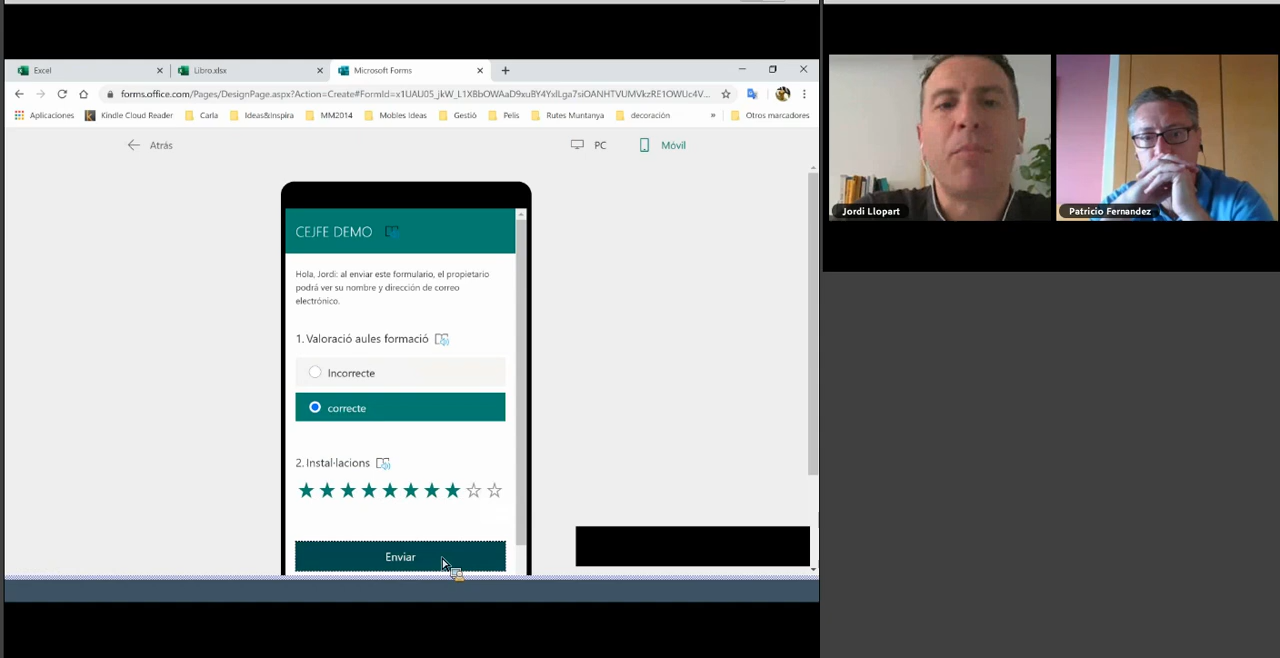 Excel
Libro.xlsx
Microsoft Forms
forms.office.com/Pages/DesignPage.aspx?Action=Create#FormId=
Aplicaciones
Kindle Cloud Reader
Carla
Ideas&Inspira
MM2014
Mobles Ideas
Gestió
Pelis
Rutes Muntanya
decoración
»
Otros marcadores
Atrás
PC
Móvil
CEJFE DEMO
Hola, Jordi: al enviar este formulario, el propietario
podrá ver su nombre y dirección de correo
electrónico.
1. Valoració aules formació
Incorrecte
correcte
2. Instal·lacions
Enviar
Jordi Llopart
Patricio Fernandez